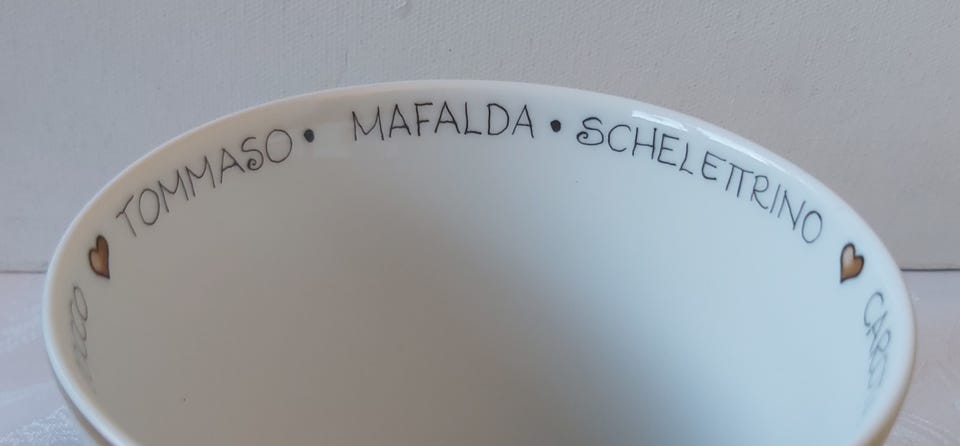 TOMMASO • MAFALDA • SCHELETTRINO